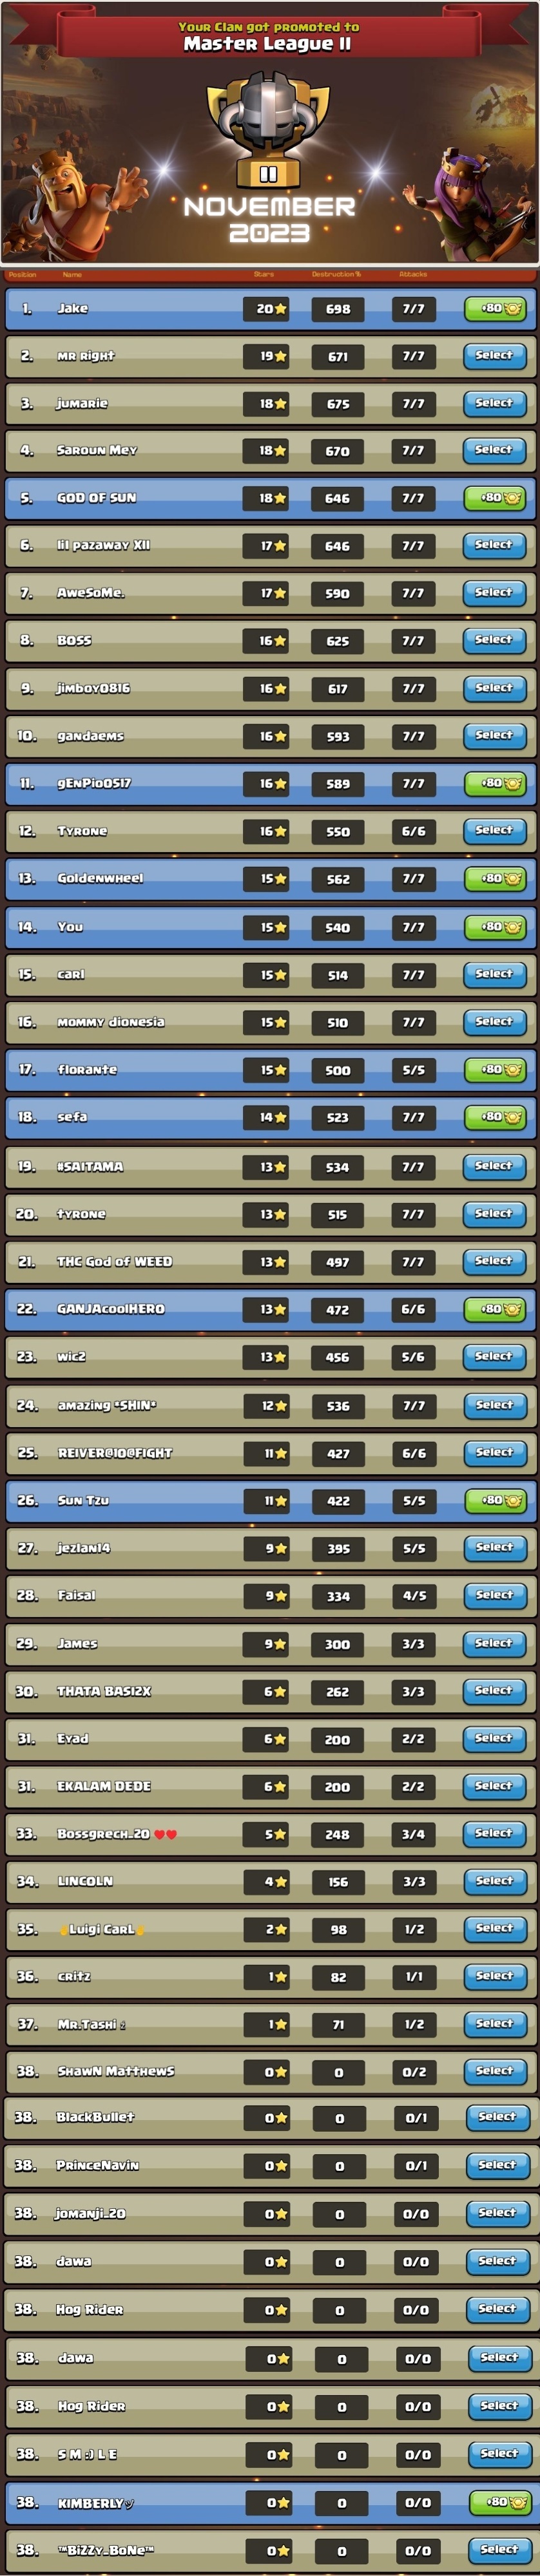 Your Clan got promoted to
Master League II
II
NOVEMBER
2023
Position Name Stars Destruction % Attacks
1. Jake 20 698 7/7 +80
2. MR Right 19 671 7/7 Select
3. jumarie 18 675 7/7 Select
4. Saroun Mey 18 670 7/7 Select
5. GOD OF SUN 18 646 7/7 +80
6. lil pazaway XII 17 646 7/7 Select
7. AweSoMe. 17 590 7/7 Select
8. BOSS 16 625 7/7 Select
9. jimboy0816 16 617 7/7 Select
10. gandaems 16 593 7/7 Select
11. gEnPio0517 16 589 7/7 +80
12. Tyrone 16 550 6/6 Select
13. Goldenwheel 15 562 7/7 +80
14. You 15 540 7/7 +80
15. carl 15 514 7/7 Select
16. mommy dionesia 15 510 7/7 Select
17. florante 15 500 5/5 +80
18. sefa 14 523 7/7 +80
19. #SAITAMA 13 534 7/7 Select
20. tyrone 13 515 7/7 Select
21. THC God of WEED 13 497 7/7 Select
22. GANJAcoolHERO 13 472 6/6 +80
23. wic2 13 456 5/6 Select
24. amazing *SHIN* 12 536 7/7 Select
25. REIVER@10@FIGHT 11 427 6/6 Select
26. Sun Tzu 11 422 5/5 +80
27. jezlan14 9 395 5/5 Select
28. Faisal 9 334 4/5 Select
29. James 9 300 3/3 Select
30. THATA BASI2X 6 262 3/3 Select
31. Eyad 6 200 2/2 Select
31. EKALAM DEDE 6 200 2/2 Select
33. Bossgrech_20 ♥♥ 5 248 3/4 Select
34. LINCOLN 4 156 3/3 Select
35. Luigi CarL 2 98 1/2 Select
36. critz 1 82 1/1 Select
37. Mr.Tashi 1 71 1/2 Select
38. Shawn Matthews 0 0 0/2 Select
38. BlackBullet 0 0 0/1 Select
38. PrinceNavin 0 0 0/1 Select
38. jomanji_20 0 0 0/0 Select
38. dawa 0 0 0/0 Select
38. Hog Rider 0 0 0/0 Select
38. dawa 0 0 0/0 Select
38. Hog Rider 0 0 0/0 Select
38. S M :) L E 0 0 0/0 Select
38. KIMBERLYツ 0 0 0/0 +80
38. ™BiZZy_BoNe™ 0 0 0/0 Select